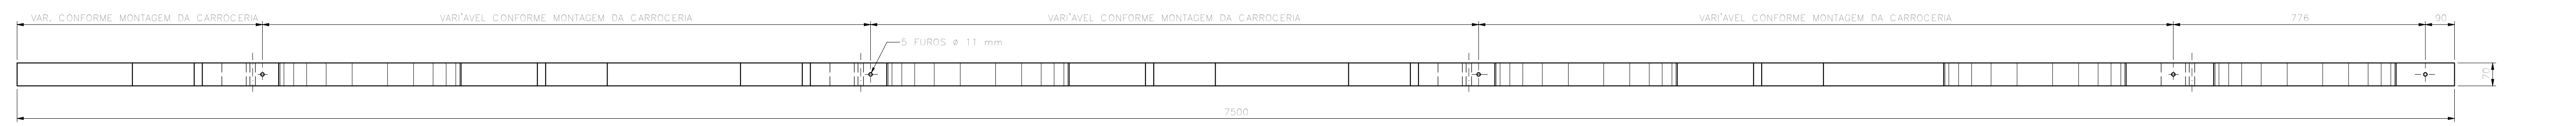 VAR. CONFORME MONTAGEM DA CARROCERIA
VARI'AVEL CONFORME MONTAGEM DA CARROCERIA
VARI'AVEL CONFORME MONTAGEM DA CARROCERIA
VARI'AVEL CONFORME MONTAGEM DA CARROCERIA
776
90
5 FUROS ø 11 mm
70
7500